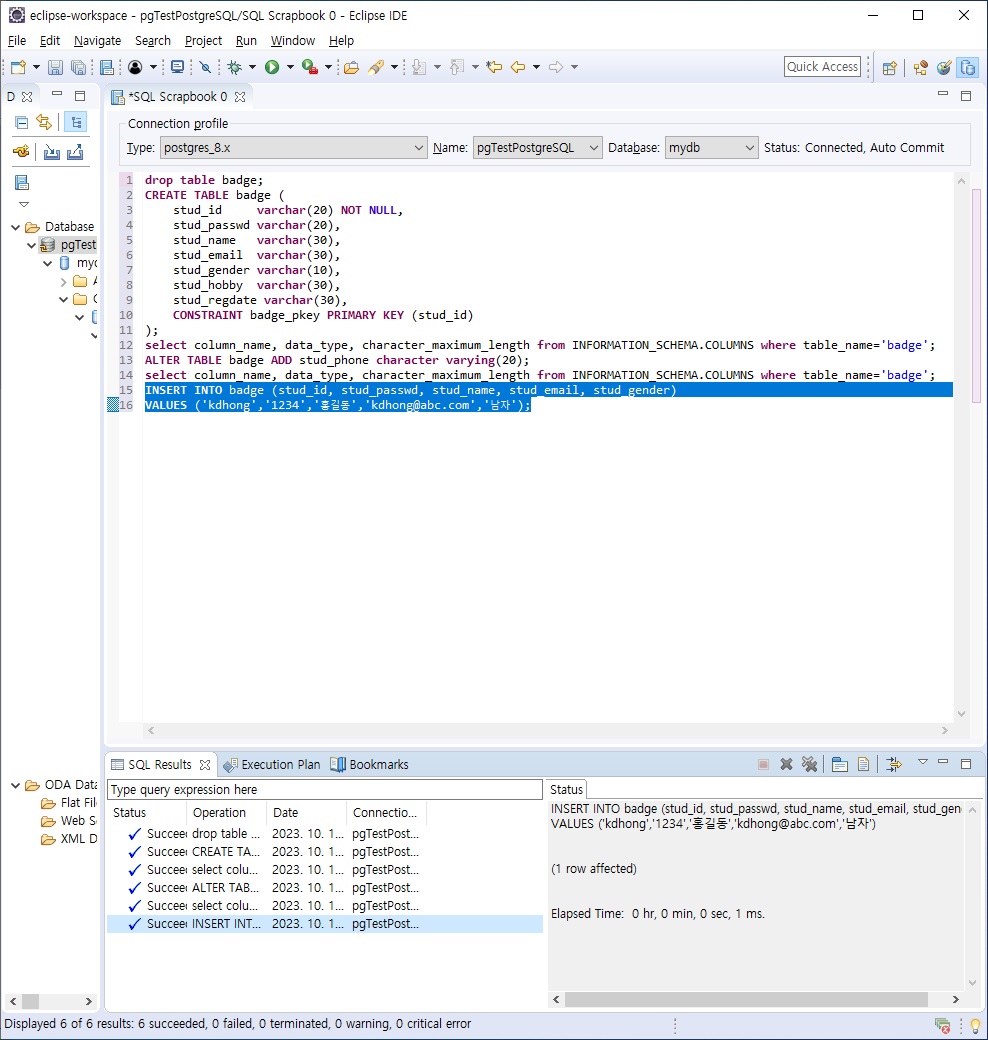 eclipse-workspace - pgTestPostgreSQL/SQL Scrapbook 0 - Eclipse IDE
File Edit Navigate Search Project Run Window Help
Quick Access
D
*SQL Scrapbook 0
Connection profile
Type: postgres_8.x Name: pgTestPostgreSQL Database: mydb Status: Connected, Auto Commit
Database
pgTest
1 drop table badge;
2 CREATE TABLE badge (
3 stud_id varchar(20) NOT NULL,
4 stud_passwd varchar(20),
5 stud_name varchar(30),
6 stud_email varchar(30),
7 stud_gender varchar(10),
8 stud_hobby varchar(30),
9 stud_regdate varchar(30),
10 CONSTRAINT badge_pkey PRIMARY KEY (stud_id)
11 );
12 select column_name, data_type, character_maximum_length from INFORMATION_SCHEMA.COLUMNS where table_name='badge';
13 ALTER TABLE badge ADD stud_phone character varying(20);
14 select column_name, data_type, character_maximum_length from INFORMATION_SCHEMA.COLUMNS where table_name='badge';
15 INSERT INTO badge (stud_id, stud_passwd, stud_name, stud_email, stud_gender)
16 VALUES ('kdhong','1234','홍길동','kdhong@abc.com','남자');
ODA Data
Flat File
Web S
XML D
SQL Results Execution Plan Bookmarks
Type query expression here
Status Operation Date Connectio...
Succee drop table ... 2023. 10. 1... pgTestPost...
Succee CREATE TA... 2023. 10. 1... pgTestPost...
Succee select colu... 2023. 10. 1... pgTestPost...
Succee ALTER TAB... 2023. 10. 1... pgTestPost...
Succee select colu... 2023. 10. 1... pgTestPost...
Succee INSERT INT... 2023. 10. 1... pgTestPost...
Status
INSERT INTO badge (stud_id, stud_passwd, stud_name, stud_email, stud_gen
VALUES ('kdhong','1234','홍길동','kdhong@abc.com','남자')
(1 row affected)
Elapsed Time: 0 hr, 0 min, 0 sec, 1 ms.
Displayed 6 of 6 results: 6 succeeded, 0 failed, 0 terminated, 0 warning, 0 critical error